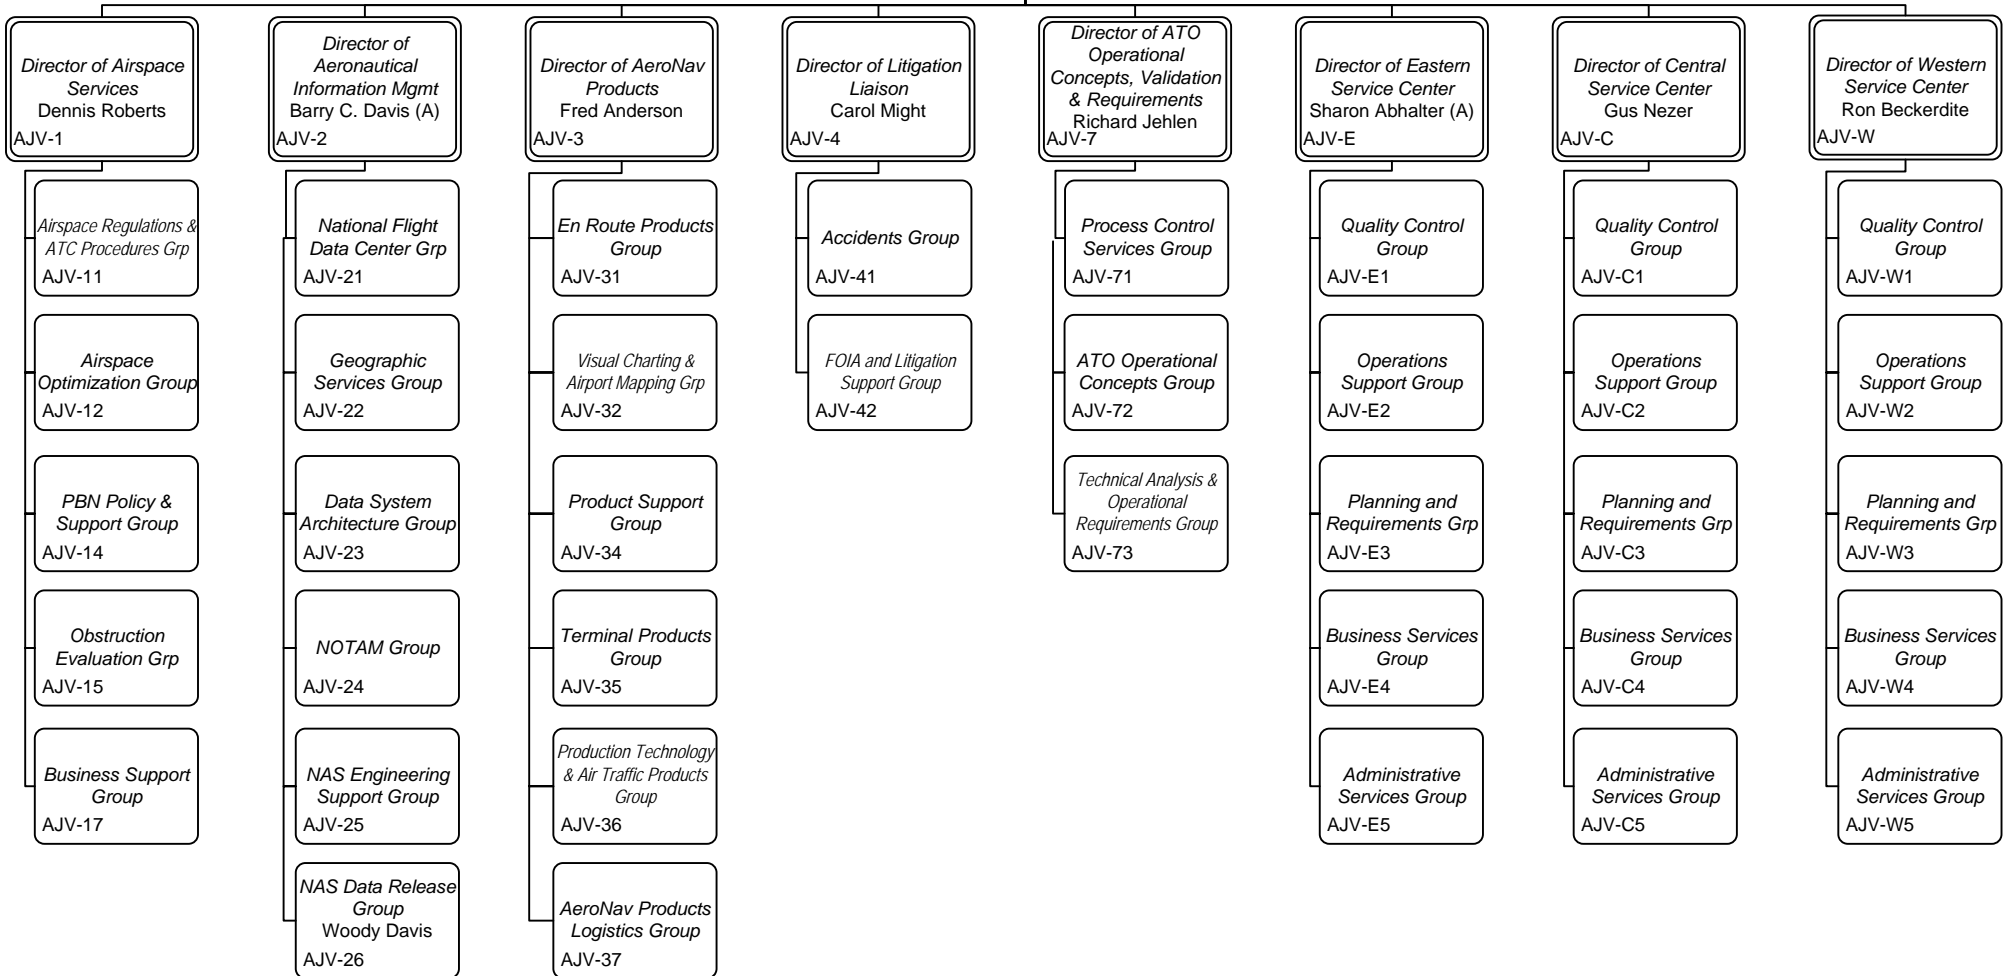 Director of Airspace
Services
Dennis Roberts
AJV-1
Airspace Regulations &
ATC Procedures Grp
AJV-11
Airspace
Optimization Group
AJV-12
PBN Policy &
Support Group
AJV-14
Obstruction
Evaluation Grp
AJV-15
Business Support
Group
AJV-17
Director of
Aeronautical
Information Mgmt
Barry C. Davis (A)
AJV-2
National Flight
Data Center Grp
AJV-21
Geographic
Services Group
AJV-22
Data System
Architecture Group
AJV-23
NOTAM Group
AJV-24
NAS Engineering
Support Group
AJV-25
NAS Data Release
Group
Woody Davis
AJV-26
Director of AeroNav
Products
Fred Anderson
AJV-3
En Route Products
Group
AJV-31
Visual Charting &
Airport Mapping Grp
AJV-32
Product Support
Group
AJV-34
Terminal Products
Group
AJV-35
Production Technology
& Air Traffic Products
Group
AJV-36
AeroNav Products
Logistics Group
AJV-37
Director of Litigation
Liaison
Carol Might
AJV-4
Accidents Group
AJV-41
FOIA and Litigation
Support Group
AJV-42
Director of ATO
Operational
Concepts, Validation
& Requirements
Richard Jehlen
AJV-7
Process Control
Services Group
AJV-71
ATO Operational
Concepts Group
AJV-72
Technical Analysis &
Operational
Requirements Group
AJV-73
Director of Eastern
Service Center
Sharon Abhalter (A)
AJV-E
Quality Control
Group
AJV-E1
Operations
Support Group
AJV-E2
Planning and
Requirements Grp
AJV-E3
Business Services
Group
AJV-E4
Administrative
Services Group
AJV-E5
Director of Central
Service Center
Gus Nezer
AJV-C
Quality Control
Group
AJV-C1
Operations
Support Group
AJV-C2
Planning and
Requirements Grp
AJV-C3
Business Services
Group
AJV-C4
Administrative
Services Group
AJV-C5
Director of Western
Service Center
Ron Beckerdite
AJV-W
Quality Control
Group
AJV-W1
Operations
Support Group
AJV-W2
Planning and
Requirements Grp
AJV-W3
Business Services
Group
AJV-W4
Administrative
Services Group
AJV-W5